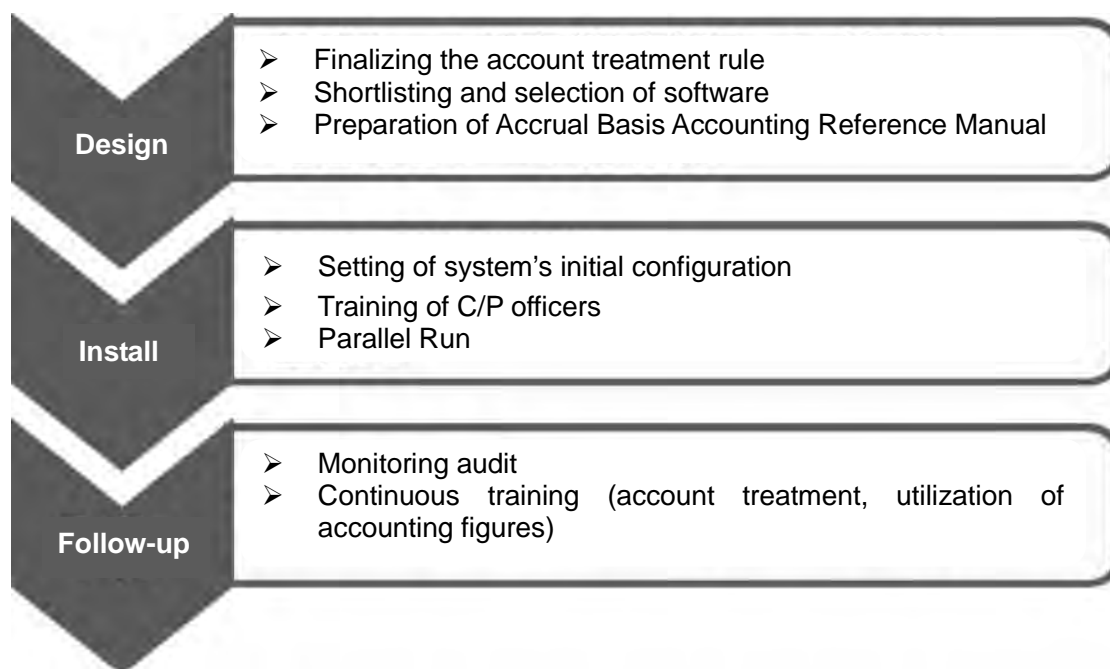 Design
➢ Finalizing the account treatment rule
➢ Shortlisting and selection of software
➢ Preparation of Accrual Basis Accounting Reference Manual
Install
➢ Setting of system's initial configuration
➢ Training of C/P officers
➢ Parallel Run
Follow-up
➢ Monitoring audit
➢ Continuous training (account treatment, utilization of
accounting figures)